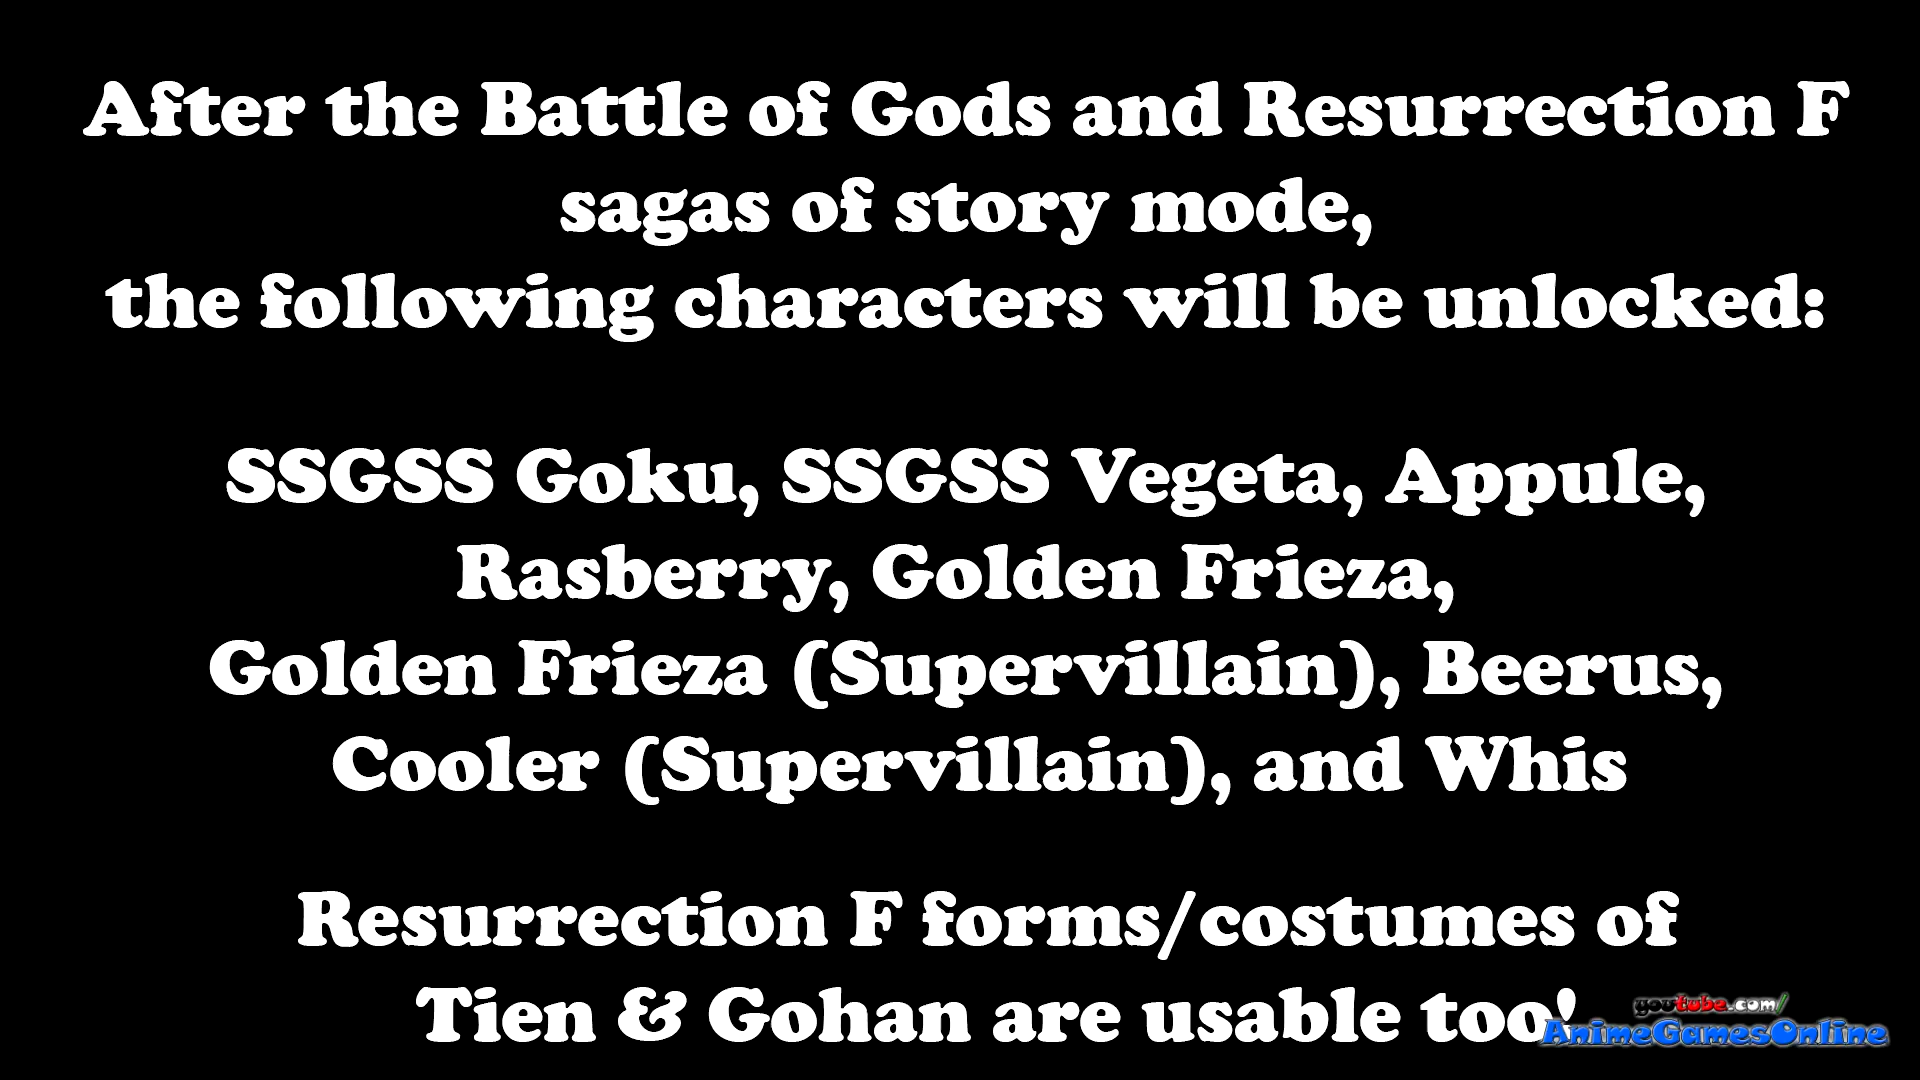 After the Battle of Gods and Resurrection F
sagas of story mode,
the following characters will be unlocked:
SSGSS Goku, SSGSS Vegeta, Appule,
Rasberry, Golden Frieza,
Golden Frieza (Supervillain), Beerus,
Cooler (Supervillain), and Whis
Resurrection F forms/costumes of
Tien & Gohan are usable too!
youtube.com/
AnimeGamesOnline